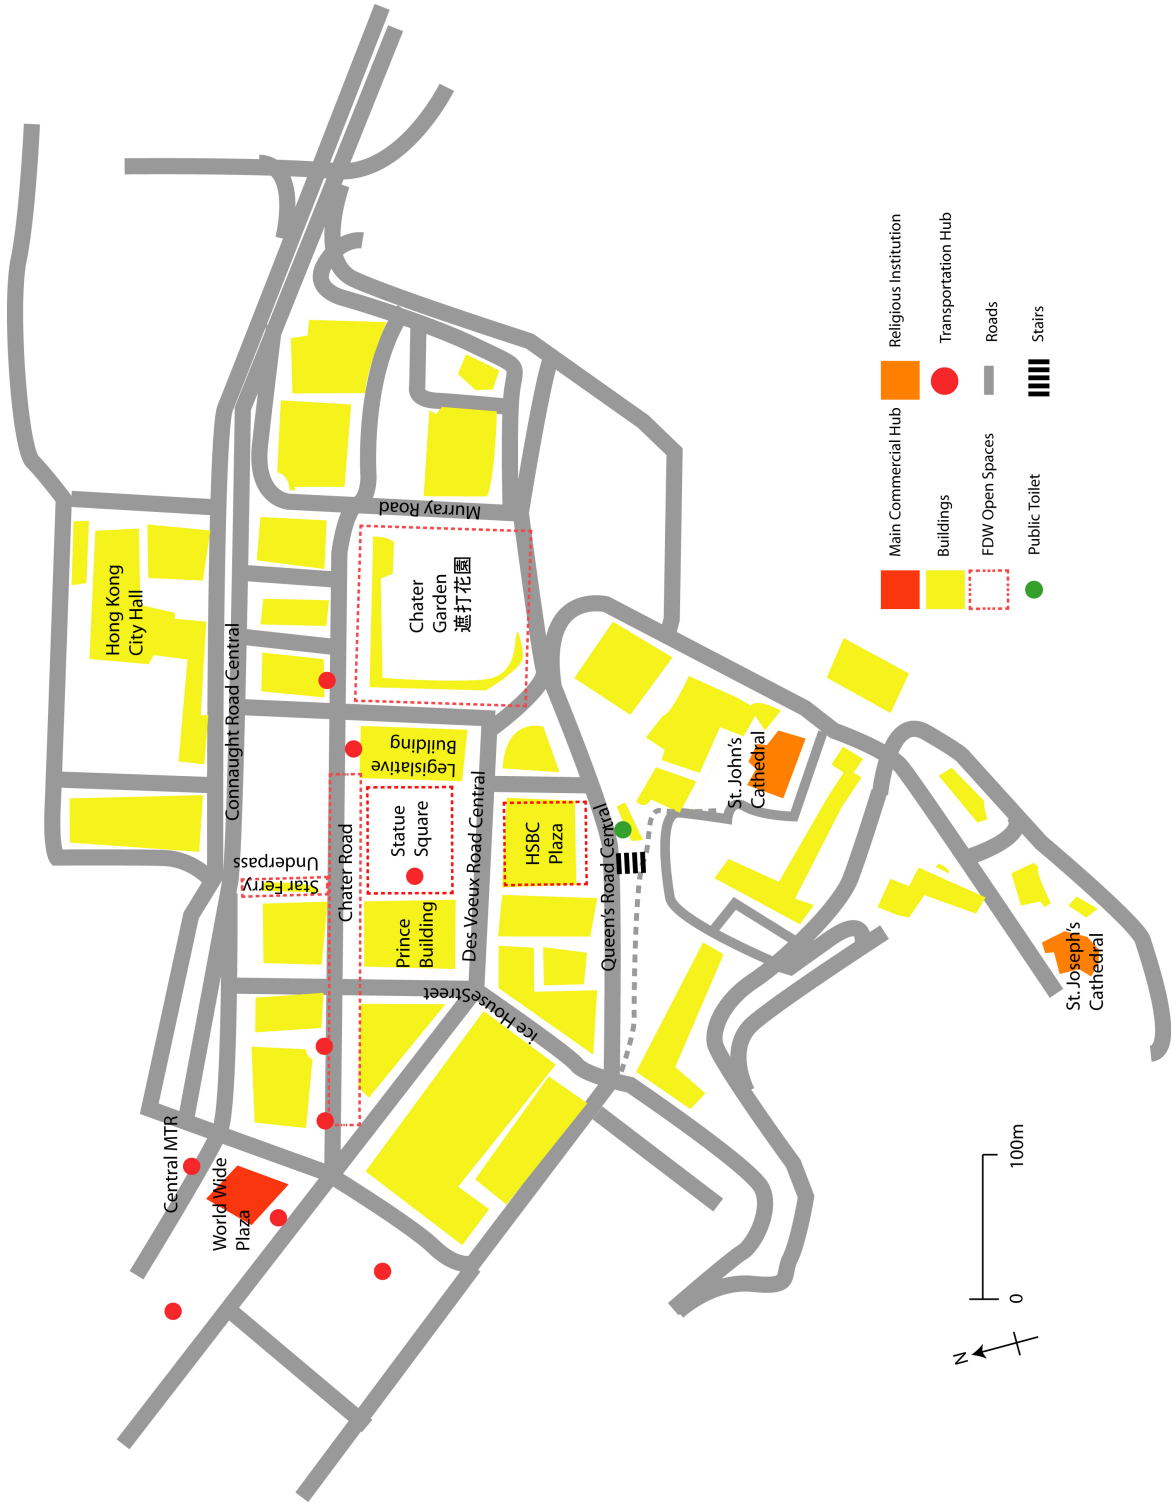 Hong Kong
City Hall
Connaught Road Central
Murray Road
Chater
Garden
遮打花園
Legislative
Building
Star Ferry
Underpass
Chater Road
Statue
Square
Des Voeux Road Central
HSBC
Plaza
Queen's Road Central
Prince
Building
Ice HouseStreet
Central MTR
World Wide
Plaza
St. John's
Cathedral
St. Joseph's
Cathedral
Main Commercial Hub
Religious Institution
Buildings
Transportation Hub
FDW Open Spaces
Roads
Public Toilet
Stairs
0
100m
N